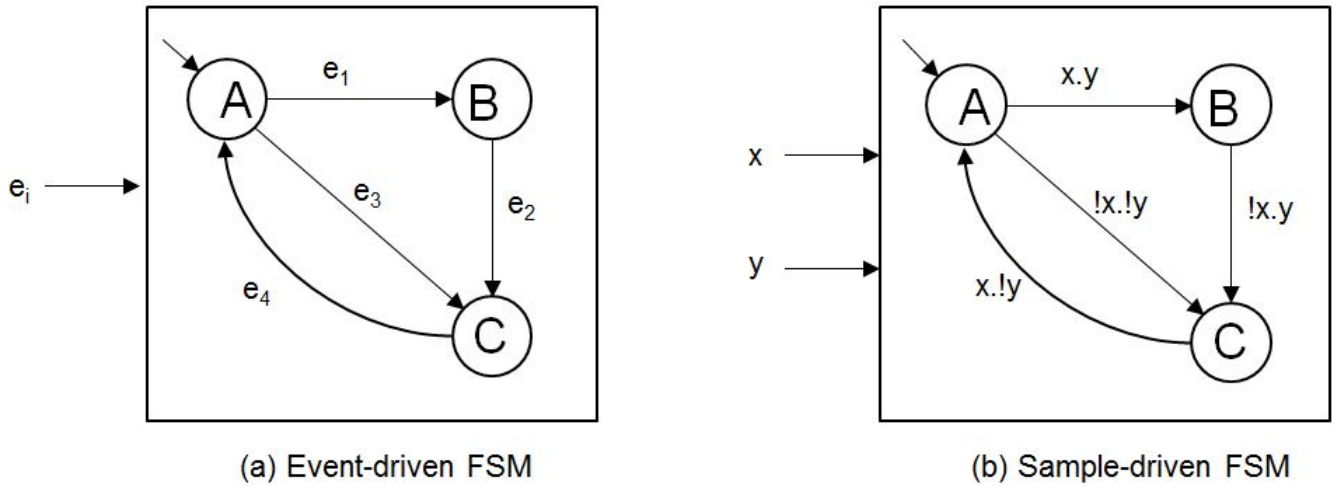 A
e₁
B
eᵢ
e₃
e₂
e₄
C
(a) Event-driven FSM
A
x.y
B
x
!x.!y
!x.y
y
x.!y
C
(b) Sample-driven FSM